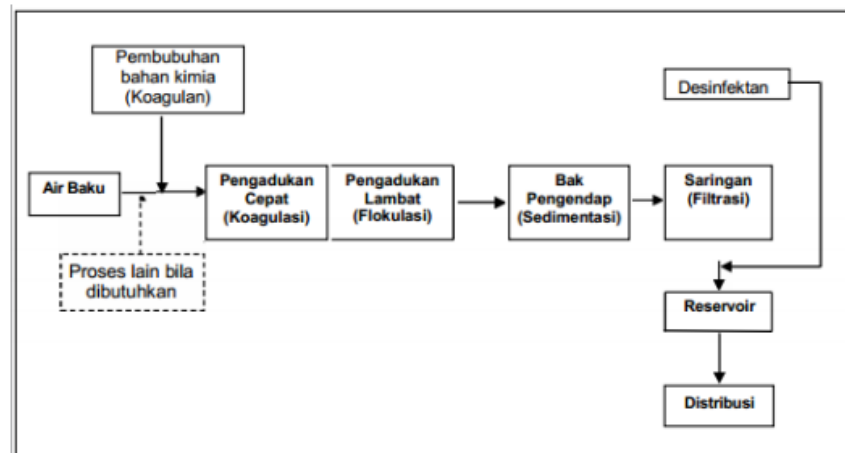 Pembubuhan
bahan kimia
(Koagulan)
Desinfektan
Air Baku
Pengadukan
Cepat
(Koagulasi)
Pengadukan
Lambat
(Flokulasi)
Bak
Pengendap
(Sedimentasi)
Saringan
(Filtrasi)
Proses lain bila
dibutuhkan
Reservoir
Distribusi